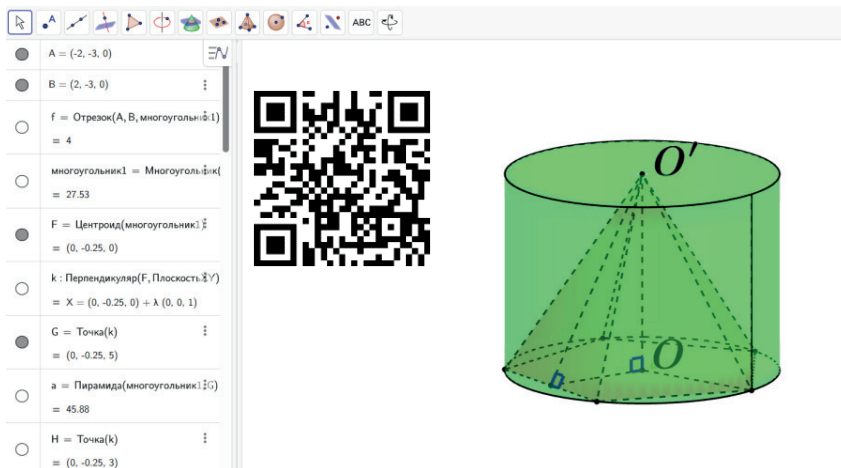 ABC
A = (-2, -3, 0)
B = (2, -3, 0)
f = Отрезок(A, B, многоугольник1)
= 4
многоугольник1 = Многоугольник(
= 27.53
F = Центроид(многоугольник1)
= (0, -0.25, 0)
k : Перпендикуляр(F, ПлоскостьXY)
= X = (0, -0.25, 0) + λ (0, 0, 1)
G = Точка(k)
= (0, -0.25, 5)
a = Пирамида(многоугольник1, G)
= 45.88
H = Точка(k)
= (0, -0.25, 3)
O'
O